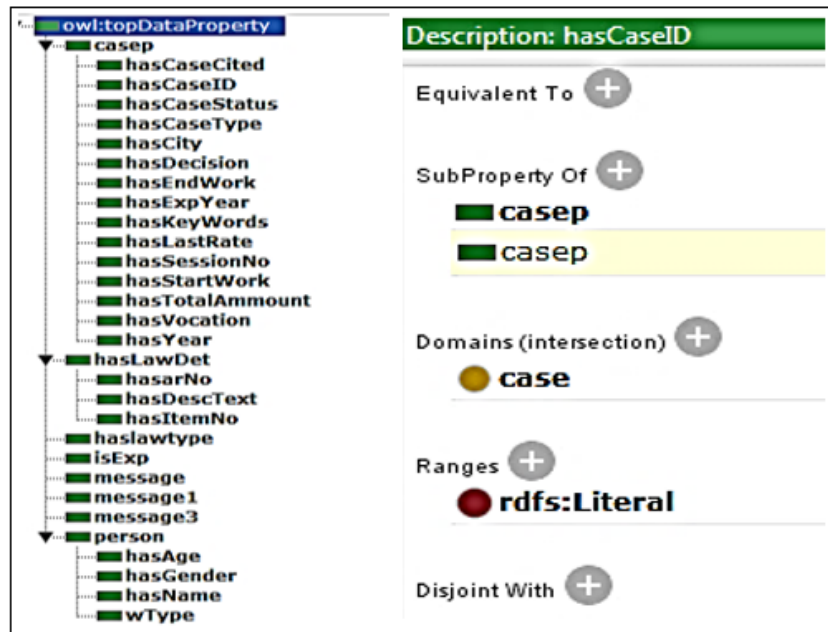 owl:topDataProperty
casep
hasCaseCited
hasCaseID
hasCaseStatus
hasCaseType
hasCity
hasDecision
hasEndWork
hasExpYear
hasKeyWords
hasLastRate
hasSessionNo
hasStartWork
hasTotalAmmount
hasVocation
hasYear
hasLawDet
hasarNo
hasDescText
hasItemNo
haslawtype
isExp
message
message1
message3
person
hasAge
hasGender
hasName
wType
Description: hasCaseID
Equivalent To
SubProperty Of
casep
casep
Domains (intersection)
case
Ranges
rdfs:Literal
Disjoint With